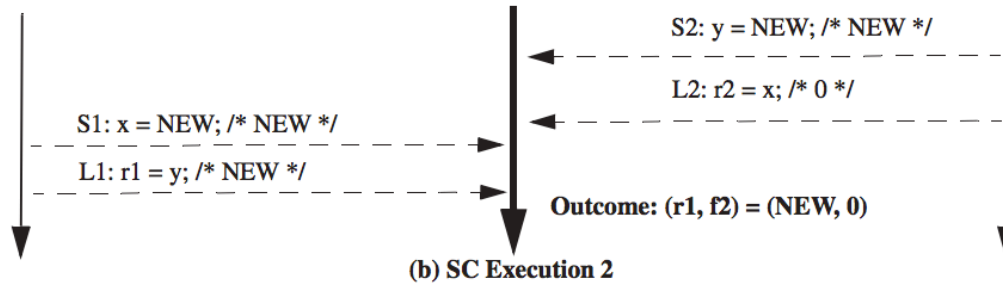 S2: y = NEW; /* NEW */
L2: r2 = x; /* 0 */
S1: x = NEW; /* NEW */
L1: r1 = y; /* NEW */
Outcome: (r1, f2) = (NEW, 0)
(b) SC Execution 2